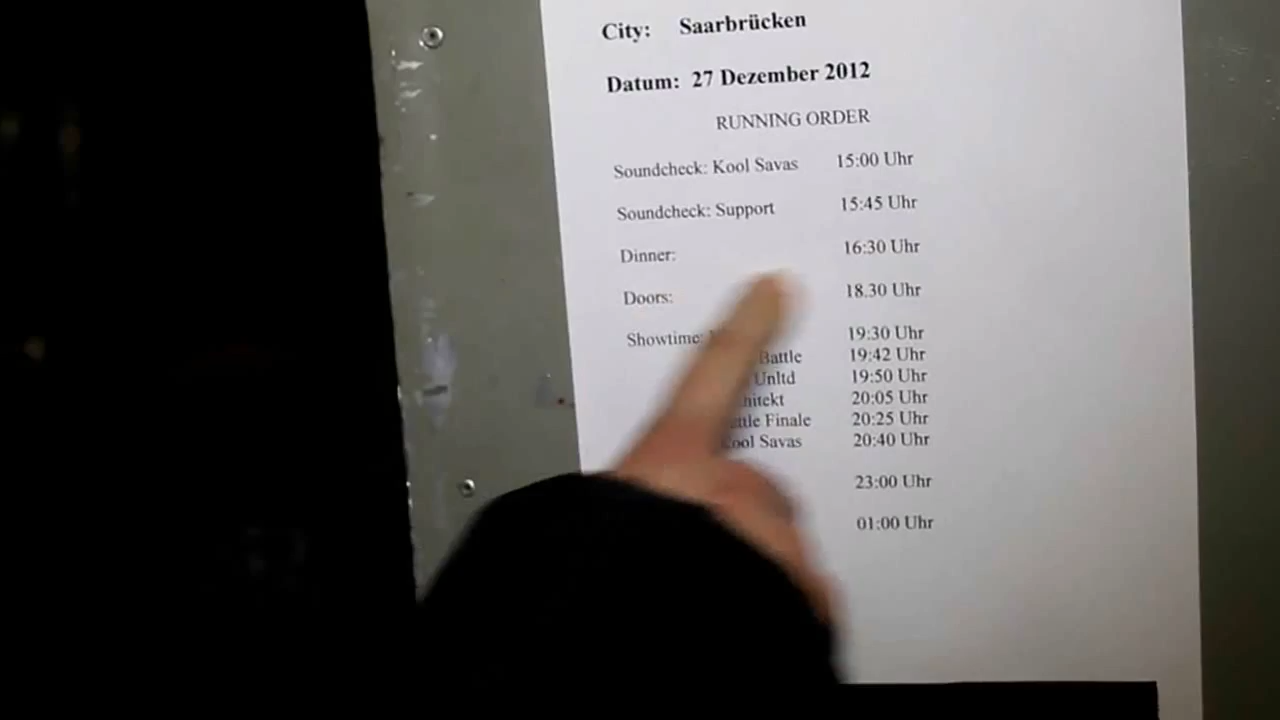 City: Saarbrücken
Datum: 27 Dezember 2012
RUNNING ORDER
Soundcheck: Kool Savas 15:00 Uhr
Soundcheck: Support 15:45 Uhr
Dinner: 16:30 Uhr
Doors: 18.30 Uhr
Showtime: 19:30 Uhr
Battle 19:42 Uhr
Unltd 19:50 Uhr
20:05 Uhr
Finale 20:25 Uhr
Kool Savas 20:40 Uhr
23:00 Uhr
01:00 Uhr